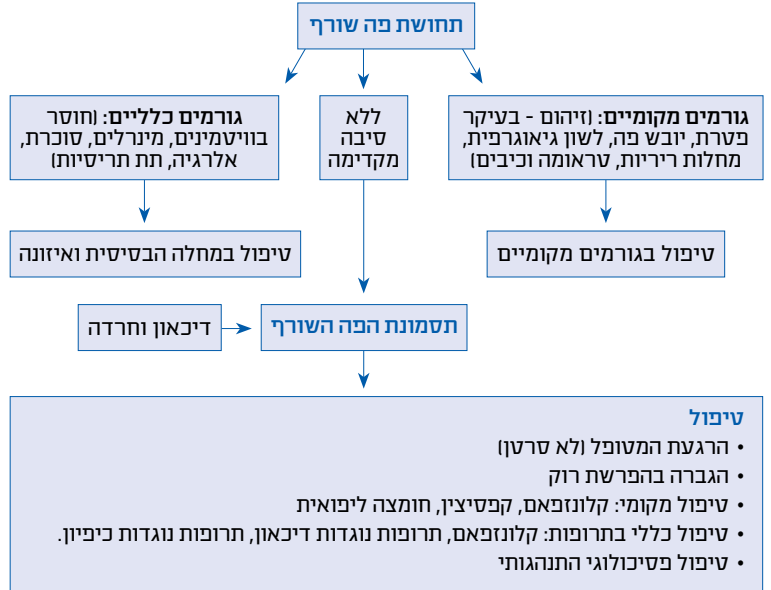 תחושת פה שורף
גורמים מקומיים: (זיהום - בעיקר
פטרת, יובש פה, לשון גיאוגרפית,
מחלות ריריות, טראומה וכיבים)
ללא
סיבה
מקדימה
גורמים כלליים: (חוסר
בוויטמינים, מינרלים, סוכרת,
אלרגיה, תת תריסיות)
טיפול בגורמים מקומיים
טיפול במחלה הבסיסית ואיזונה
תסמונת הפה השורף
דיכאון וחרדה
טיפול
• הרגעת המטופל (לא סרטן)
• הגברה בהפרשת רוק
• טיפול מקומי: קלונזפאם, קפסיצין, חומצה ליפואית
• טיפול כללי בתרופות: קלונזפאם, תרופות נוגדות דיכאון, תרופות נוגדות כיפיון.
• טיפול פסיכולוגי התנהגותי